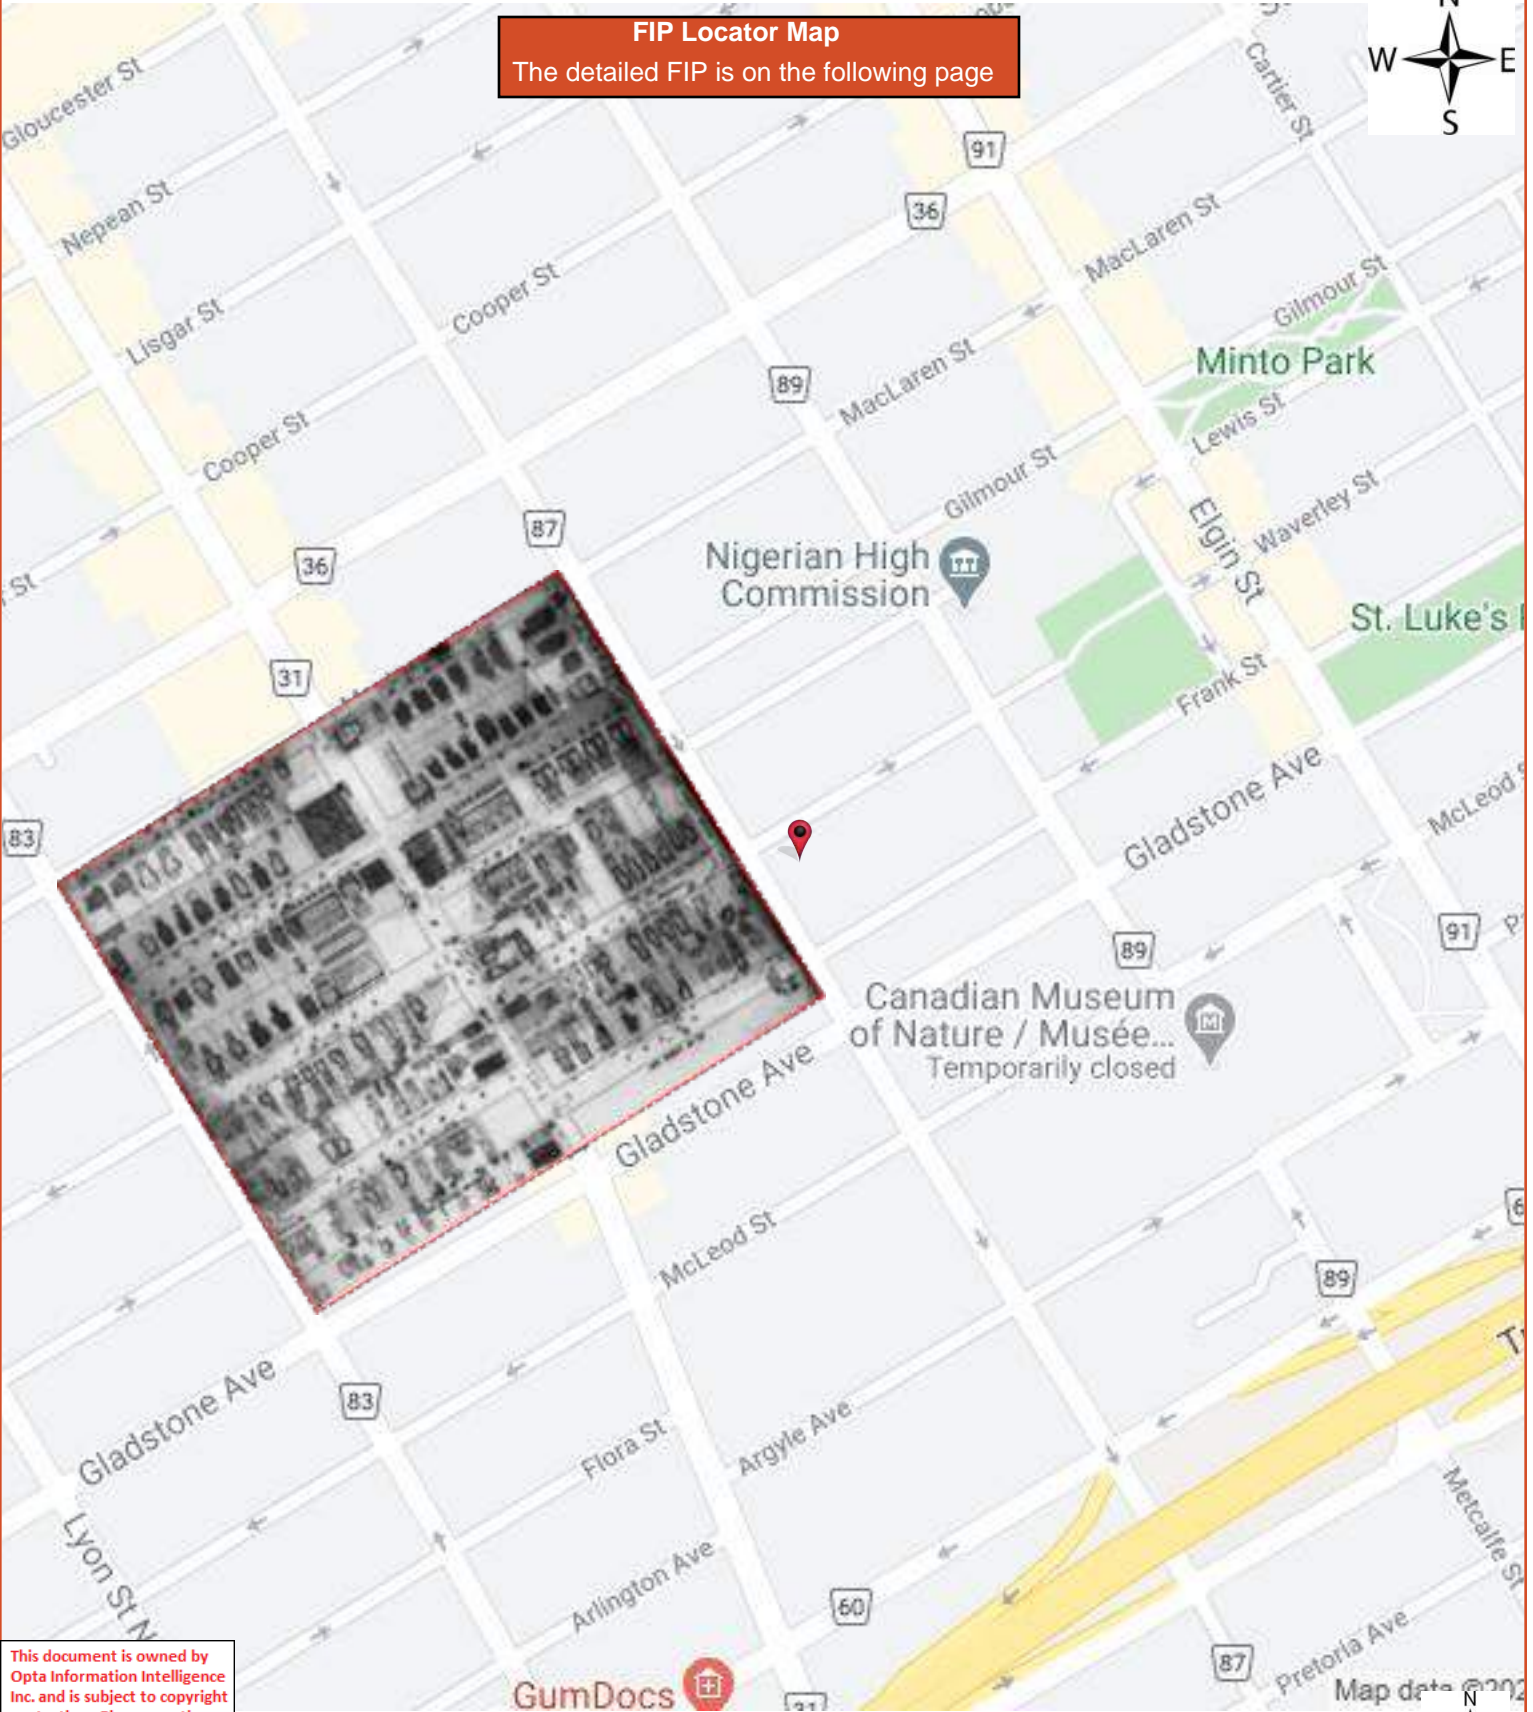 FIP Locator Map
The detailed FIP is on the following page
N
W
E
S
Gloucester St
Cartier St
91
36
Nepean St
MacLaren St
Gilmour St
Lisgar St
Cooper St
Minto Park
89
MacLaren St
Lewis St
Cooper St
Gilmour St
Waverley St
Elgin St
87
36
Nigerian High
Commission
St
St. Luke's
31
Frank St
Gladstone Ave
McLeod
83
91
89
Canadian Museum
of Nature / Musée...
Temporarily closed
Gladstone Ave
McLeod St
89
Gladstone Ave
83
Argyle Ave
Flora St
Metcalfe St
Lyon St N
Arlington Ave
60
87
Pretoria Ave
This document is owned by
Opta Information Intelligence
Inc. and is subject to copyright
GumDocs
31
Map data ©202
N